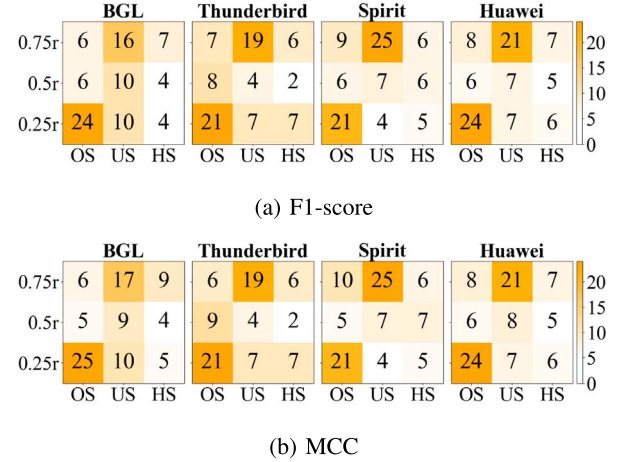 BGL Thunderbird Spirit Huawei
0.75r 6 16 7 7 19 6 9 25 6 8 21 7 20
15
0.5r 6 10 4 8 4 2 6 7 6 6 7 5 10
5
0.25r 24 10 4 21 7 7 21 4 5 24 7 6 0
OS US HS OS US HS OS US HS OS US HS
(a) F1-score
BGL Thunderbird Spirit Huawei
0.75r 6 17 9 6 19 6 10 25 6 8 21 7 20
15
0.5r 5 9 4 9 4 2 5 7 7 6 8 5 10
5
0.25r 25 10 5 21 7 7 21 4 5 24 7 6 0
OS US HS OS US HS OS US HS OS US HS
(b) MCC